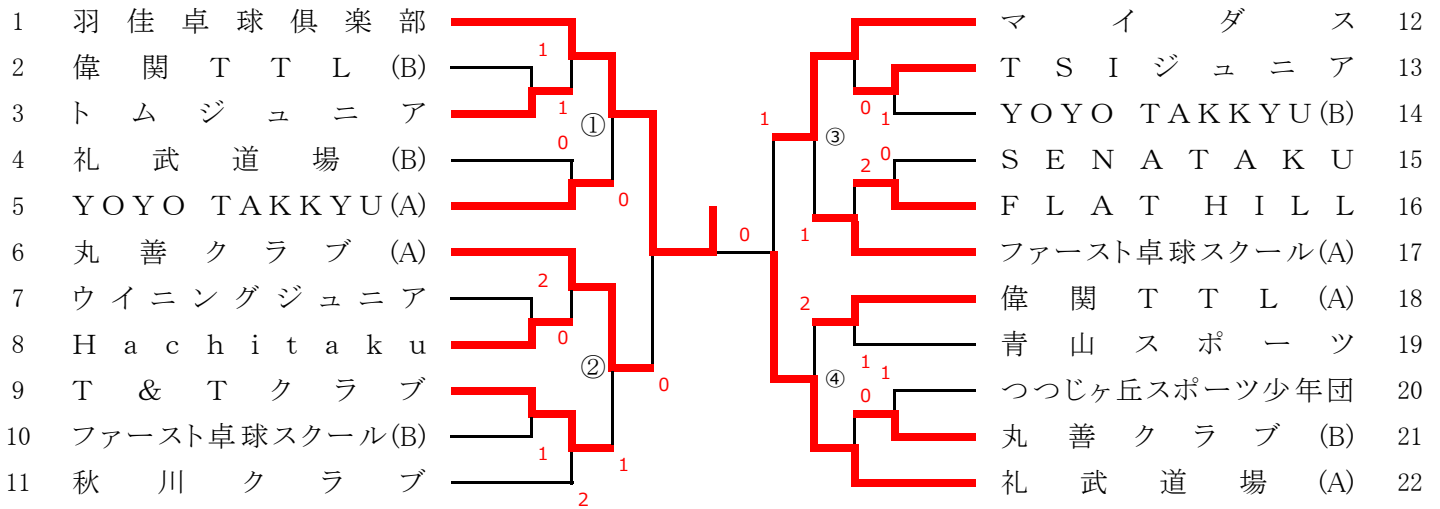 1 羽佳卓球俱楽部
2 偉関TTL(B)
3 トムジュニア
4 礼武道場(B)
5 YOYO TAKKYU(A)
6 丸善クラブ(A)
7 ウイニングジュニア
8 Hachitaku
9 T&Tクラブ
10 ファースト卓球スクール(B)
11 秋川クラブ
1
1
①
0
0
2
0
②
0
1
1
2
0
1
③
0
1
0
2
1
2
④
1
1
0
マイダス 12
TSIジュニア 13
YOYO TAKKYU(B) 14
SENATAKU 15
FLAT HILL 16
ファースト卓球スクール(A) 17
偉関TTL(A) 18
青山スポーツ 19
つつじヶ丘スポーツ少年団 20
丸善クラブ(B) 21
礼武道場(A) 22